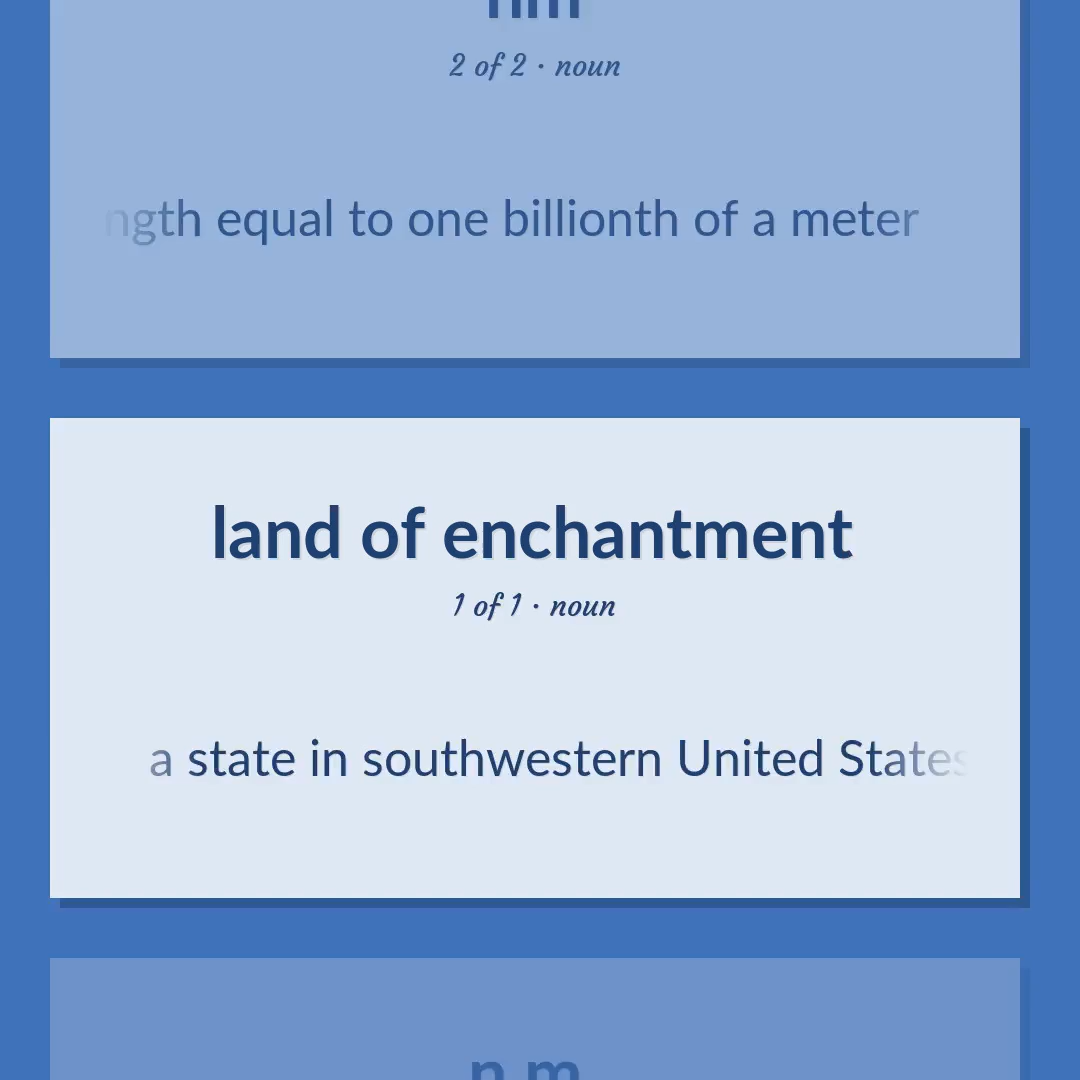 nm
2 of 2 · noun
ngth equal to one billionth of a meter
land of enchantment
1 of 1 · noun
a state in southwestern United States
n m